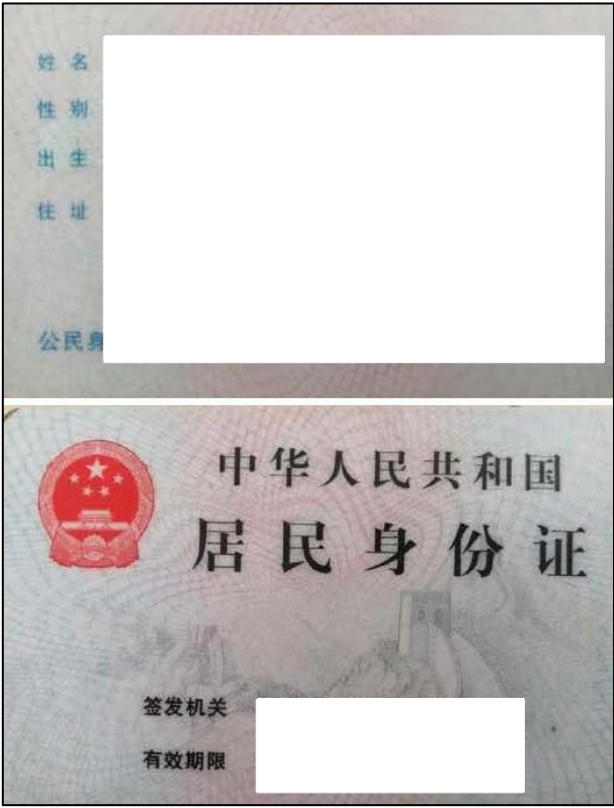 姓 名
性 别
出 生
住 址
公民身
中华人民共和国
居民身份证
签发机关
有效期限